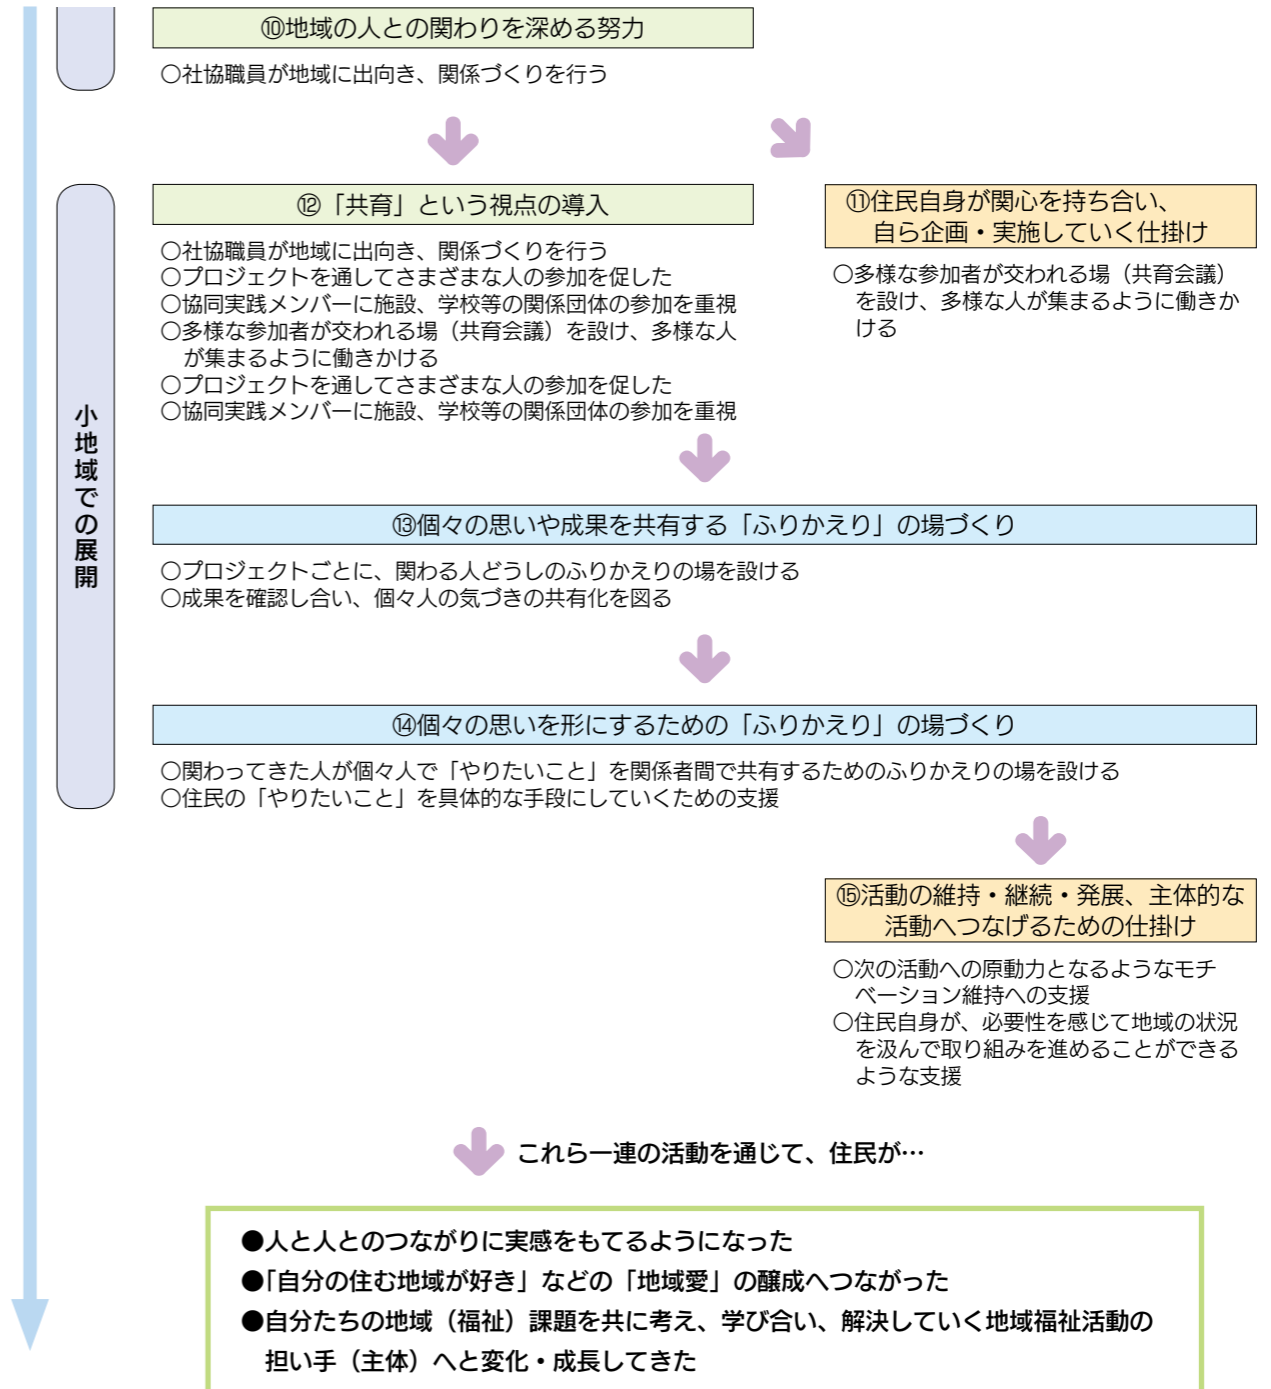 ⑩地域の人との関わりを深める努力
○社協職員が地域に出向き、関係づくりを行う
小地域での展開
⑫「共育」という視点の導入
○社協職員が地域に出向き、関係づくりを行う
○プロジェクトを通してさまざまな人の参加を促した
○協同実践メンバーに施設、学校等の関係団体の参加を重視
○多様な参加者が交われる場（共育会議）を設け、多様な人
が集まるように働きかける
○プロジェクトを通してさまざまな人の参加を促した
○協同実践メンバーに施設、学校等の関係団体の参加を重視
⑪住民自身が関心を持ち合い、
自ら企画・実施していく仕掛け
○多様な参加者が交われる場（共育会議）
を設け、多様な人が集まるように働きか
ける
⑬個々の思いや成果を共有する「ふりかえり」の場づくり
○プロジェクトごとに、関わる人どうしのふりかえりの場を設ける
○成果を確認し合い、個々人の気づきの共有化を図る
⑭個々の思いを形にするための「ふりかえり」の場づくり
○関わってきた人が個々人で「やりたいこと」を関係者間で共有するためのふりかえりの場を設ける
○住民の「やりたいこと」を具体的な手段にしていくための支援
⑮活動の維持・継続・発展、主体的な
活動へつなげるための仕掛け
○次の活動への原動力となるようなモチ
ベーション維持への支援
○住民自身が、必要性を感じて地域の状況
を汲んで取り組みを進めることができる
ような支援
これら一連の活動を通じて、住民が…
●人と人とのつながりに実感をもてるようになった
●「自分の住む地域が好き」などの「地域愛」の醸成へつながった
●自分たちの地域（福祉）課題を共に考え、学び合い、解決していく地域福祉活動の
担い手（主体）へと変化・成長してきた